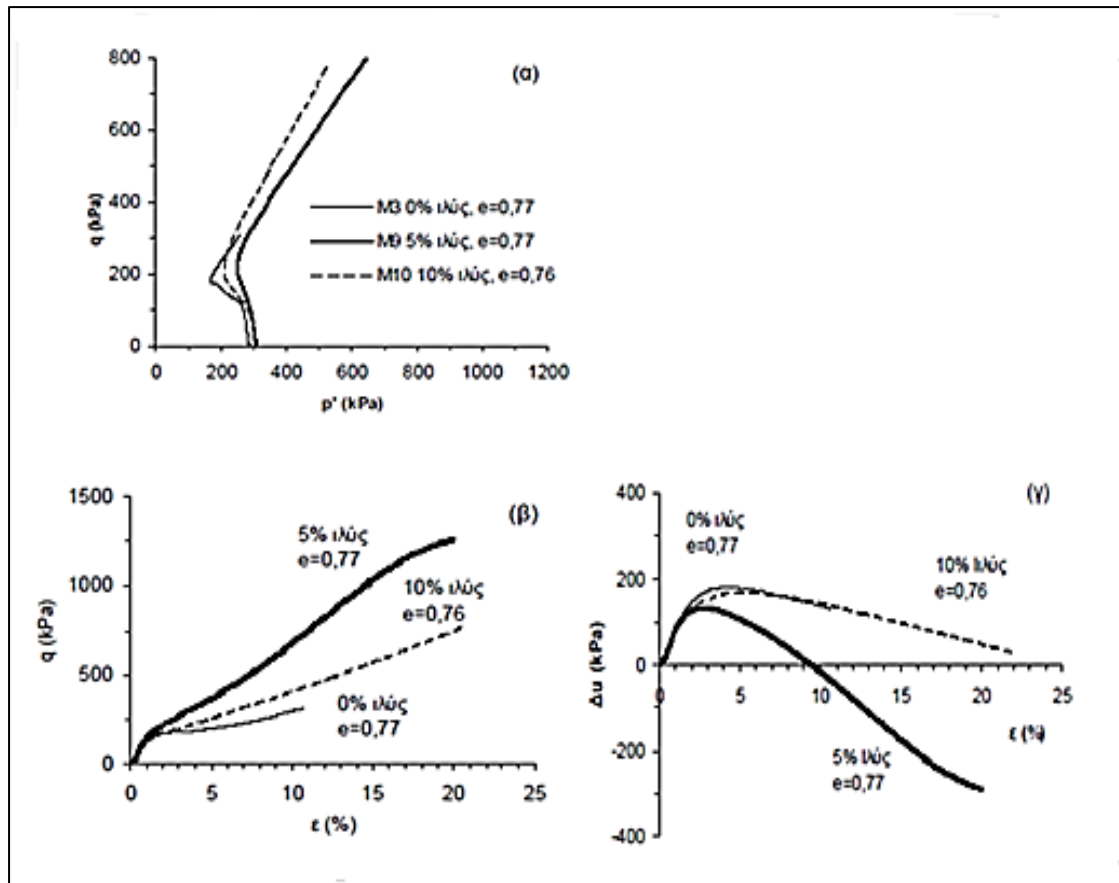 (α)
800
600
400
200
0
q (kPa)
M3 0% ιλύς, e=0,77
M9 5% ιλύς, e=0,77
M10 10% ιλύς, e=0,76
0 200 400 600 800 1000 1200
p' (kPa)
(β)
1500
1000
500
0
q (kPa)
5% ιλύς
e=0,77
10% ιλύς
e=0,76
0% ιλύς
e=0,77
0 5 10 15 20 25
ε (%)
(γ)
400
200
0
-200
-400
Δu (kPa)
0% ιλύς
e=0,77
10% ιλύς
e=0,76
0 5 10 15 20 25
ε (%)
5% ιλύς
e=0,77